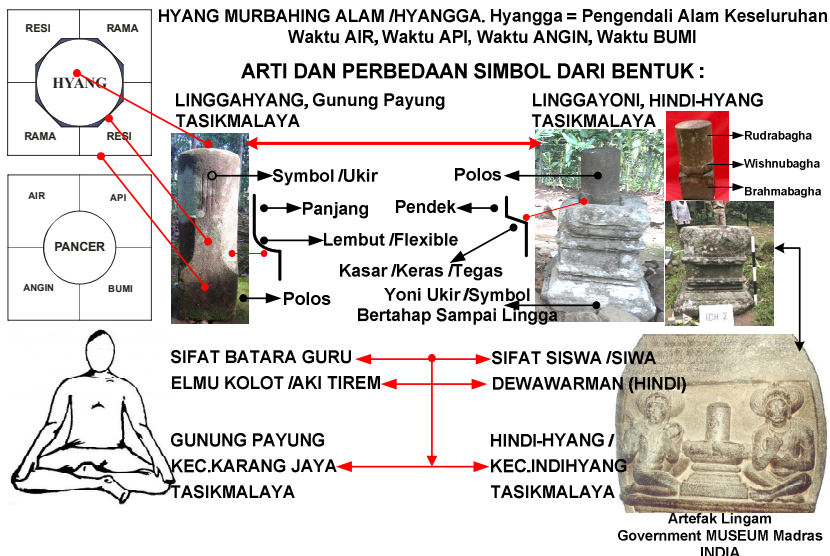 HYANG MURBAHING ALAM /HYANGGA. Hyangga = Pengendali Alam Keseluruhan
Waktu AIR, Waktu API, Waktu ANGIN, Waktu BUMI
RESI RAMA
HYANG
RAMA RESI
ARTI DAN PERBEDAAN SIMBOL DARI BENTUK :
LINGGAHYANG, Gunung Payung
TASIKMALAYA
LINGGAYONI, HINDI-HYANG
TASIKMALAYA
Symbol /Ukir
Panjang
Lembut /Flexible
Polos
Polos
Pendek
Kasar /Keras /Tegas
Yoni Ukir /Symbol
Bertahap Sampai Lingga
Rudrabagha
Wishnubagha
Brahmabagha
IDH 2
AIR API
PANCER
ANGIN BUMI
SIFAT BATARA GURU
SIFAT SISWA /SIWA
ELMU KOLOT /AKI TIREM
DEWAWARMAN (HINDI)
GUNUNG PAYUNG
KEC.KARANG JAYA
TASIKMALAYA
HINDI-HYANG /
KEC.INDIHYANG
TASIKMALAYA
Artefak Lingam
Government MUSEUM Madras
INDIA